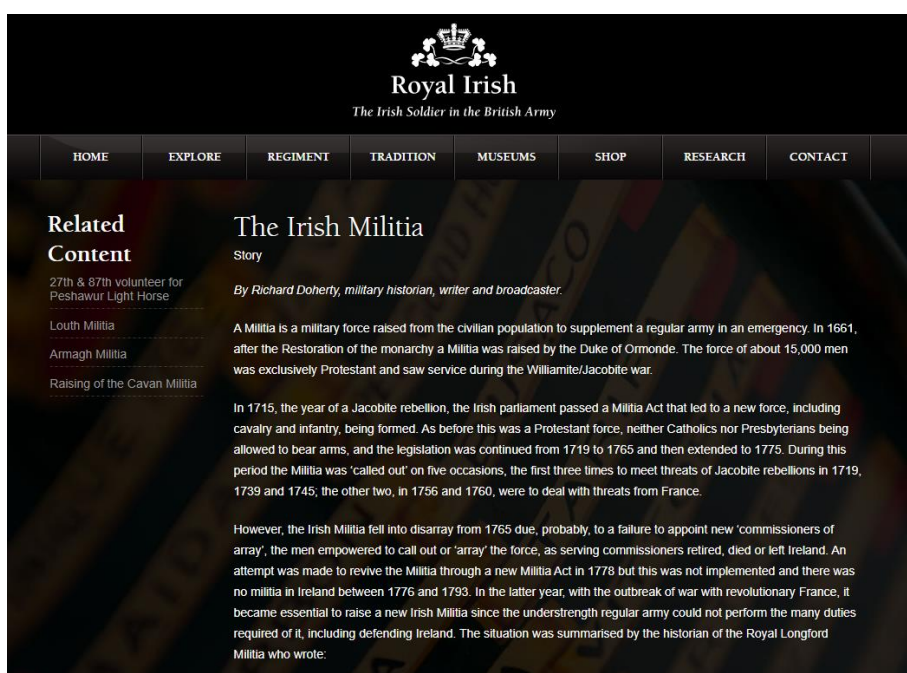 Royal Irish
The Irish Soldier in the British Army
HOME EXPLORE REGIMENT TRADITION MUSEUMS SHOP RESEARCH CONTACT
Related
Content
27th & 87th volunteer for
Peshawur Light Horse
Louth Militia
Armagh Militia
Raising of the Cavan Militia
The Irish Militia
Story
By Richard Doherty, military historian, writer and broadcaster.
A Militia is a military force raised from the civilian population to supplement a regular army in an emergency. In 1661,
after the Restoration of the monarchy a Militia was raised by the Duke of Ormonde. The force of about 15,000 men
was exclusively Protestant and saw service during the Williamite/Jacobite war.
In 1715, the year of a Jacobite rebellion, the Irish parliament passed a Militia Act that led to a new force, including
cavalry and infantry, being formed. As before this was a Protestant force, neither Catholics nor Presbyterians being
allowed to bear arms, and the legislation was continued from 1719 to 1765 and then extended to 1775. During this
period the Militia was 'called out' on five occasions, the first three times to meet threats of Jacobite rebellions in 1719,
1739 and 1745; the other two, in 1756 and 1760, were to deal with threats from France.
However, the Irish Militia fell into disarray from 1765 due, probably, to a failure to appoint new 'commissioners of
array', the men empowered to call out or 'array' the force, as serving commissioners retired, died or left Ireland. An
attempt was made to revive the Militia through a new Militia Act in 1778 but this was not implemented and there was
no militia in Ireland between 1776 and 1793. In the latter year, with the outbreak of war with revolutionary France, it
became essential to raise a new Irish Militia since the understrength regular army could not perform the many duties
required of it, including defending Ireland. The situation was summarised by the historian of the Royal Longford
Militia who wrote: